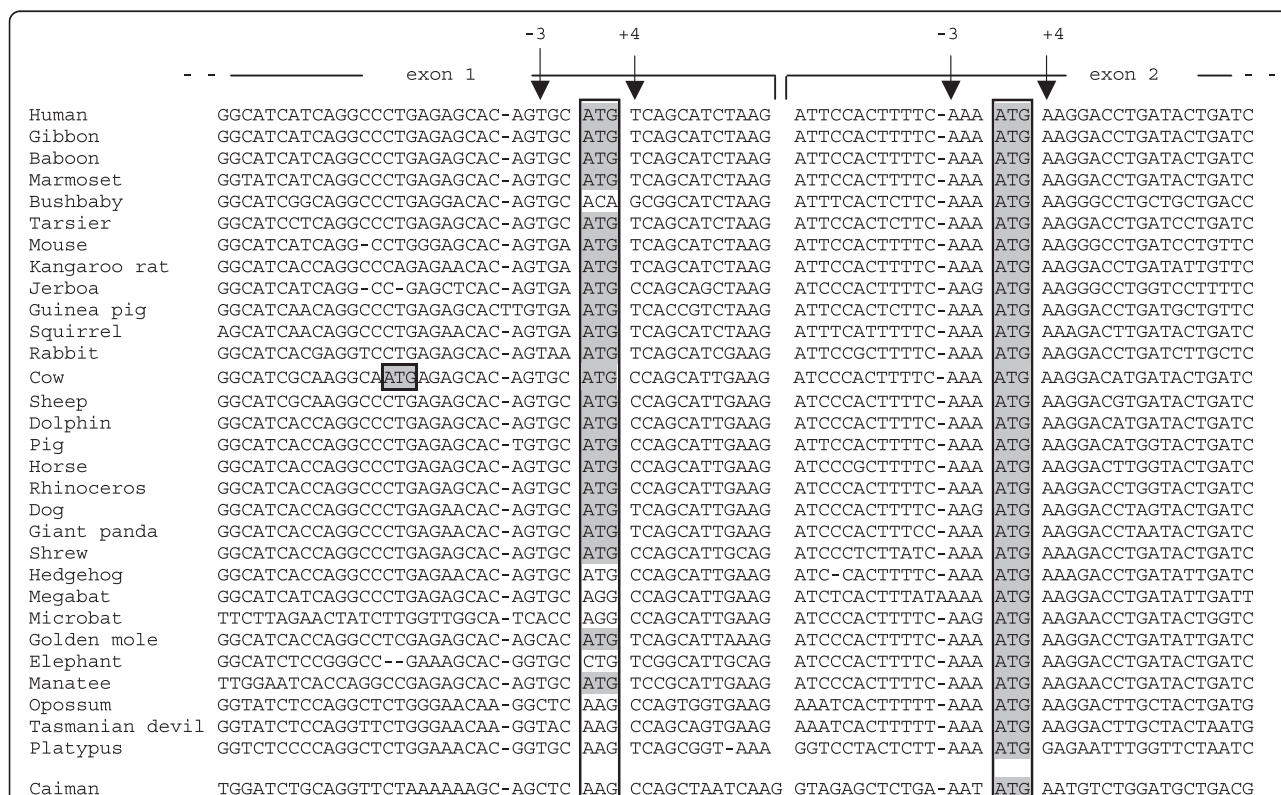 -3 +4 -3 +4
- - exon 1 exon 2 - -
Human GGCATCATCAGGCCCTGAGAGCAC-AGTGC ATG TCAGCATCTAAG ATTCCACTTTTC-AAA ATG AAGGACCTGATACTGATC
Gibbon GGCATCATCAGGCCCTGAGAGCAC-AGTGC ATG TCAGCATCTAAG ATTCCACTTTTC-AAA ATG AAGGACCTGATACTGATC
Baboon GGCATCATCAGGCCCTGAGAGCAC-AGTGC ATG TCAGCATCTAAG ATTCCACTTTTC-AAA ATG AAGGACCTGATACTGATC
Marmoset GGTATCATCAGGCCCTGAGAGCAC-AGTGC ATG TCAGCATCTAAG ATTCCACTTTTC-AAA ATG AAGGACCTGATACTGATC
Bushbaby GGCATCGGCAGGCCCTGAGGACAC-AGTGC ACA GCGGCATCTAAG ATTTCACTCTTC-AAA ATG AAGGGCCTGCTGCTGACC
Tarsier GGCATCCTCAGGCCCTGAGAGCAC-AGTGC ATG TCAGCATCTAAG ATTCCACTCTTC-AAA ATG AAGGACCTGATCCTGATC
Mouse GGCATCATCAGG-CCTGGGAGCAC-AGTGA ATG TCAGCATCTAAG ATTCCACTTTTC-AAA ATG AAGGGCCTGATCCTGTTC
Kangaroo rat GGCATCACCAGGCCCAGAGAACAC-AGTGA ATG TCAGCATCTAAG ATTCCACTTTTC-AAA ATG AAGGACCTGATATTGTTC
Jerboa GGCATCATCAGG-CC-GAGCTCAC-AGTGA ATG CCAGCAGCTAAG ATCCCACTTTTC-AAG ATG AAGGGCCTGGTCCTTTTC
Guinea pig GGCATCAACAGGCCCTGAGAGCACTTGTGA ATG TCACCGTCTAAG ATTCCACTCTTC-AAA ATG AAGGACCTGATGCTGTTC
Squirrel AGCATCAACAGGCCCTGAGAACAC-AGTGA ATG TCAGCATCTAAG ATTTCATTTTTC-AAA ATG AAAGACTTGATACTGATC
Rabbit GGCATCACGAGGTCCTGAGAGCAC-AGTAA ATG TCAGCATCGAAG ATTCCGCTTTTC-AAA ATG AAGGACCTGATCTTGCTC
Cow GGCATCGCAAGGCAATGAGAGCAC-AGTGC ATG CCAGCATTGAAG ATCCCACTTTTC-AAA ATG AAGGACATGATACTGATC
Sheep GGCATCGCAAGGCCCTGAGAGCAC-AGTGC ATG CCAGCATTGAAG ATCCCACTTTTC-AAA ATG AAGGACGTGATACTGATC
Dolphin GGCATCACCAGGCCCTGAGAGCAC-AGTGC ATG CCAGCATTGAAG ATCCCACTTTTC-AAA ATG AAGGACATGATACTGATC
Pig GGCATCACCAGGCCCTGAGAGCAC-TGTGC ATG CCAGCATTGAAG ATTCCACTTTTC-AAA ATG AAGGACATGGTACTGATC
Horse GGCATCACCAGGCCCTGAGAGCAC-AGTGC ATG CCAGCATTGAAG ATCCCGCTTTTC-AAA ATG AAGGACTTGGTACTGATC
Rhinoceros GGCATCACCAGGCCCTGAGAGCAC-AGTGC ATG CCAGCATTGAAG ATCCCACTTTTC-AAA ATG AAGGACCTGGTACTGATC
Dog GGCATCACCAGGCCCTGAGAACAC-AGTGC ATG CCAGCATTGAAG ATCCCACTTTTC-AAG ATG AAGGACCTAGTACTGATC
Giant panda GGCATCACCAGGCCCTGAGAACAC-AGTGC ATG TCAGCATTGAAG ATCCCACTTTCC-AAA ATG AAGGACCTAATACTGATC
Shrew GGCATCACCAGGCCCTGAGAGCAC-AGTGC ATG CCAGCATTGCAG ATCCCTCTTATC-AAA ATG AAAGACCTGATACTGATC
Hedgehog GGCATCACCAGGCCCTGAGAACAC-AGTGC ATG CCAGCATTGAAG ATC-CACTTTTC-AAA ATG AAAGACCTGATATTGATC
Megabat GGCATCATCAGGCCCTGAGAGCAC-AGTGC AGG CCAGCATTGAAG ATCTCACTTTATAAAA ATG AAGGACCTGATATTGATT
Microbat TTCTTAGAACTATCTTGGTTGGCA-TCACC AGG CCAGCATTGAAG ATCCCACTTTTC-AAG ATG AAGAACCTGATACTGGTC
Golden mole GGCATCACCAGGCCTCGAGAGCAC-AGCAC ATG TCAGCATTAAAG ATCCCACTTTTC-AAA ATG AAGGACCTGATATTGATC
Elephant GGCATCTCCGGGCC--GAAAGCAC-GGTGC CTG TCGGCATTGCAG ATCCCACTTTTC-AAA ATG AAGGACCTGATACTGATC
Manatee TTGGAATCACCAGGCCGAGAGCAC-AGTGC ATG TCCGCATTGAAG ATCCCACTTTTC-AAA ATG AAGAACCTGATACTGATC
Opossum GGTATCTCCAGGCTCTGGGAACAA-GGCTC AAG CCAGTGGTGAAG AAATCACTTTTT-AAA ATG AAGGACTTGCTACTGATG
Tasmanian devil GGTATCTCCAGGTTCTGGGAACAA-GGTAC AAG CCAGCAGTGAAG AAATCACTTTTT-AAA ATG AAGGACTTGCTACTAATG
Platypus GGTCTCCCCAGGCTCTGGAAACAC-GGTGC AAG TCAGCGGT-AAA GGTCCTACTCTT-AAA ATG GAGAATTTGGTTCTAATC
Caiman TGGATCTGCAGGTTCTAAAAAAGC-AGCTC AAG CCAGCTAATCAAG GTAGAGCTCTGA-AAT ATG AATGTCTGGATGCTGACG